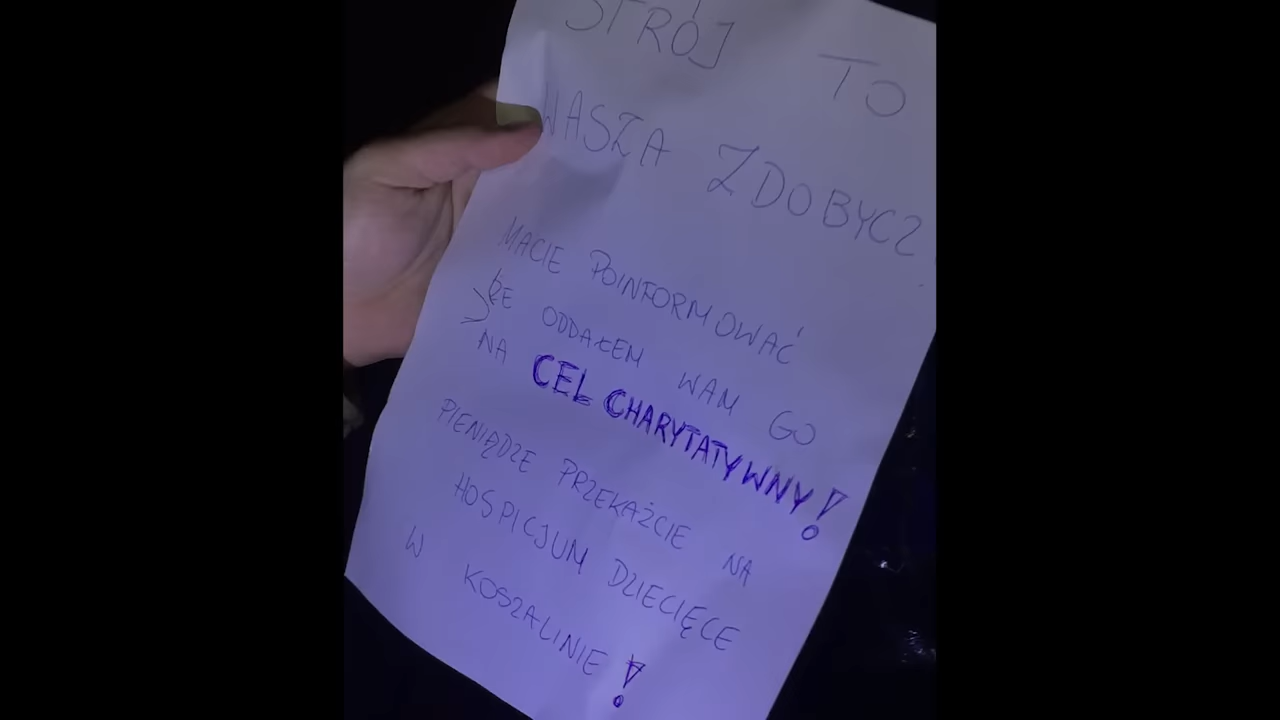 STRÓJ TO
WASZA ZDOBYCZ
MACIE POINFORMOWAĆ
ŻE ODDAŁEM WAM GO
NA CEL CHARYTATYWNY!
PIENIĄDZE PRZEKAŻCIE NA
HOSPICJUM DZIECIĘCE
W KOSZALINIE!